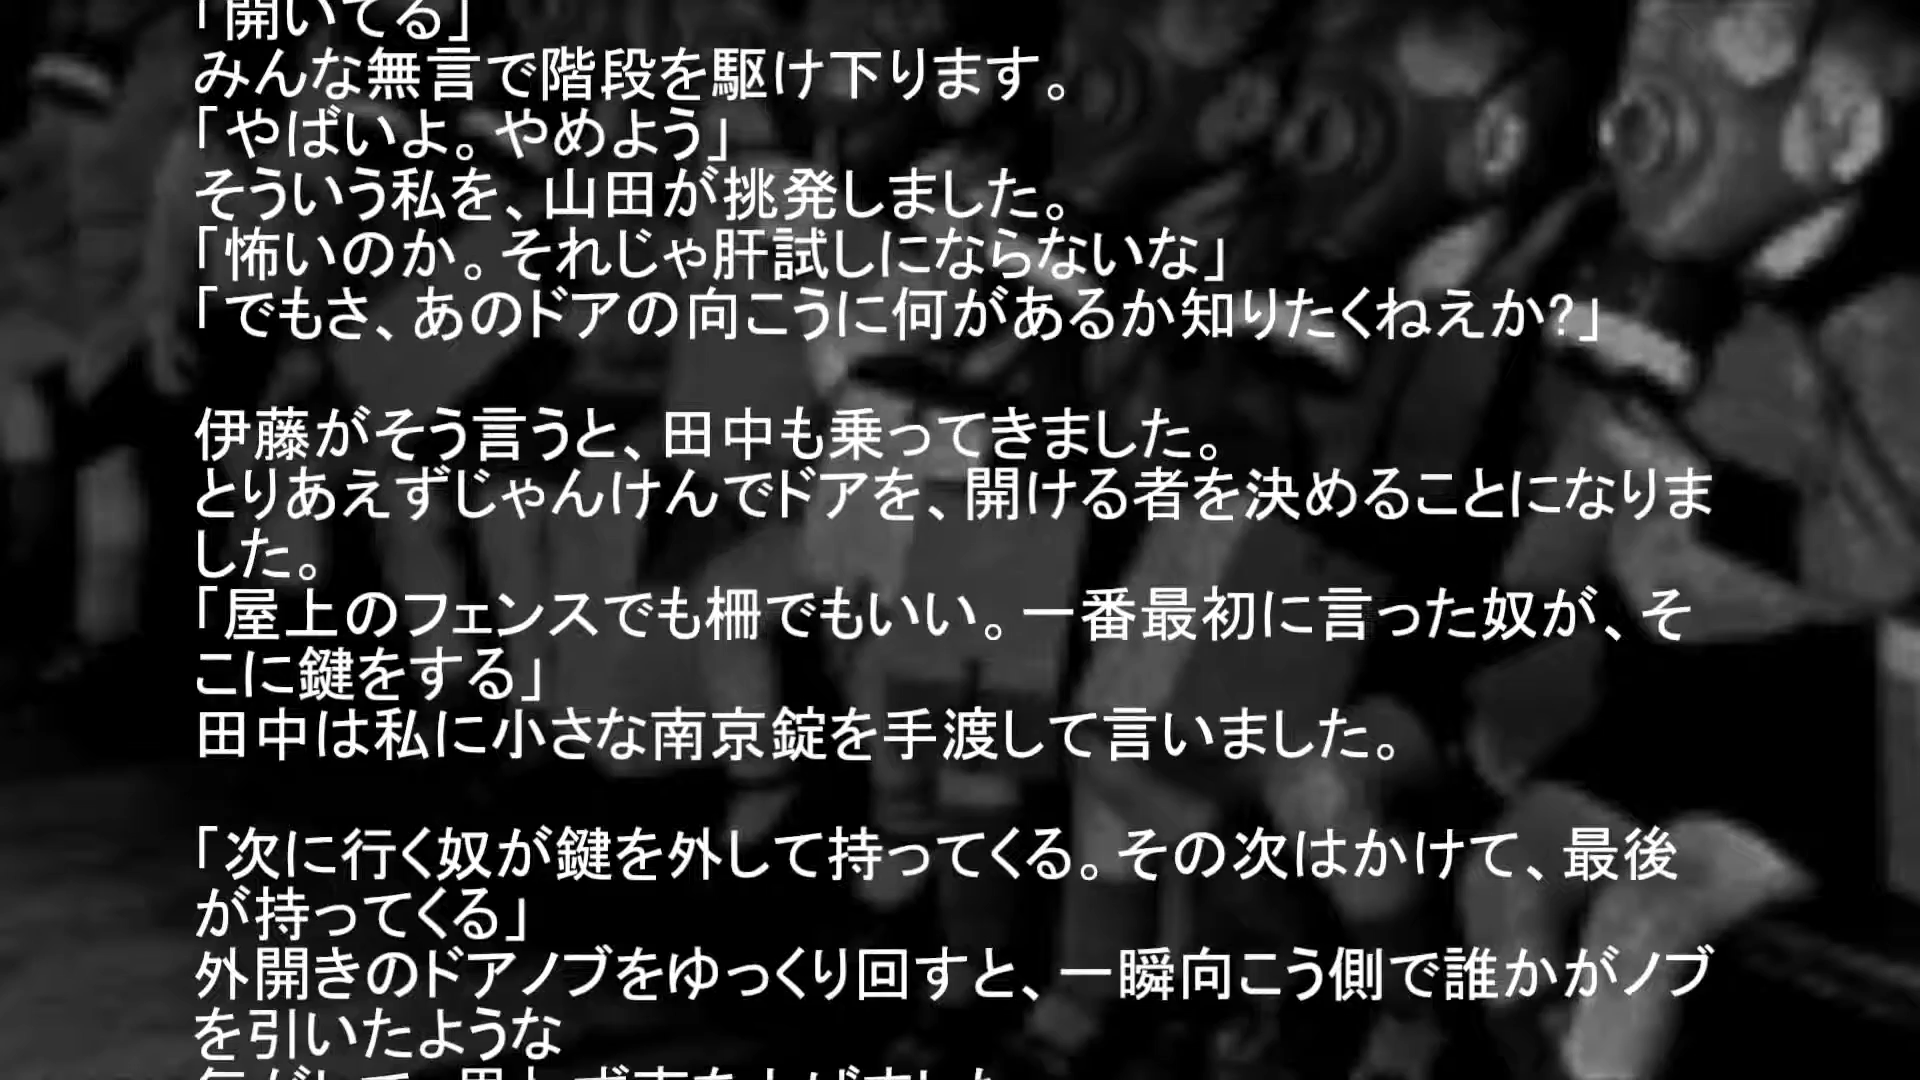 「開いてる」
みんな無言で階段を駆け下ります。
「やばいよ。やめよう」
そういう私を、山田が挑発しました。
「怖いのか。それじゃ肝試しにならないな」
「でもさ、あのドアの向こうに何があるか知りたくねえか?」
伊藤がそう言うと、田中も乗ってきました。
とりあえずじゃんけんでドアを、開ける者を決めることになりま
した。
「屋上のフェンスでも柵でもいい。一番最初に言った奴が、そ
こに鍵をする」
田中は私に小さな南京錠を手渡して言いました。
「次に行く奴が鍵を外して持ってくる。その次はかけて、最後
が持ってくる」
外開きのドアノブをゆっくり回すと、一瞬向こう側で誰かがノブ
を引いたような